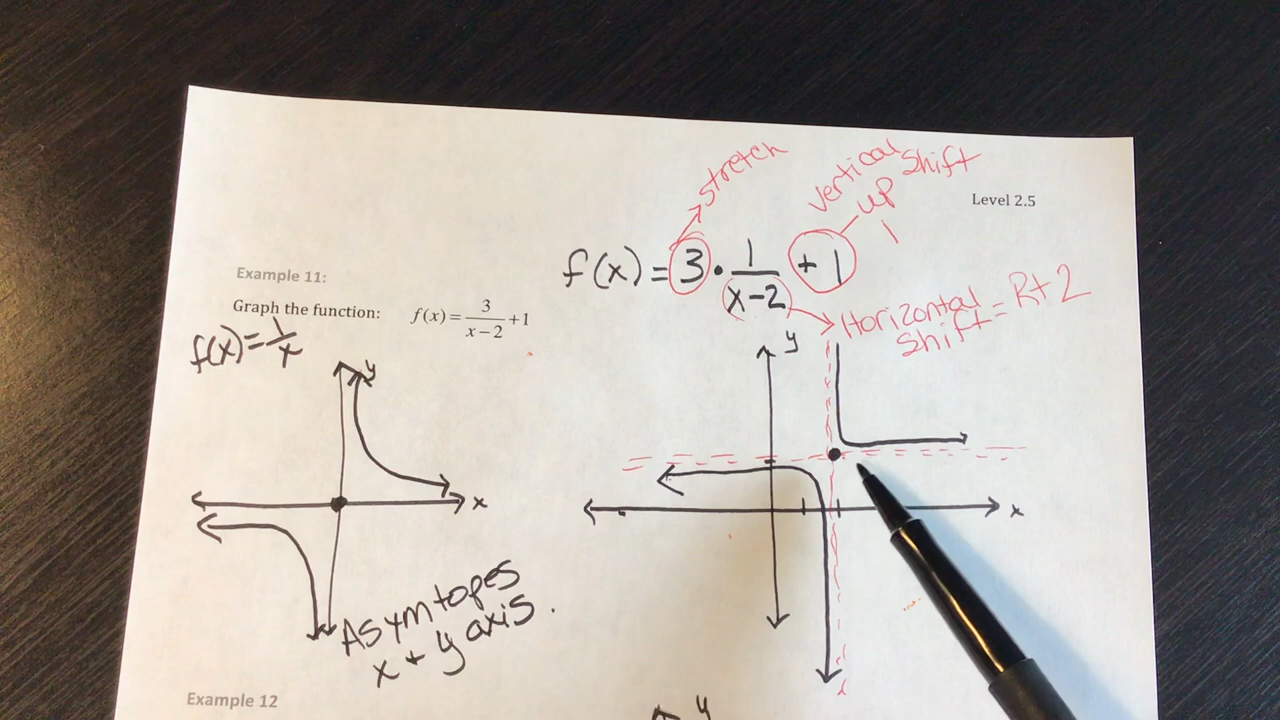 Level 2.5
Example 11:
Graph the function: f(x) = 3/(x−2) + 1
f(x) = 1/x
y
x
Asymtopes
x + y axis.
stretch
vertical shift
up
1
f(x) = 3 · 1/(x−2) + 1
Horizontal
shift = Rt 2
y
x
Example 12
y